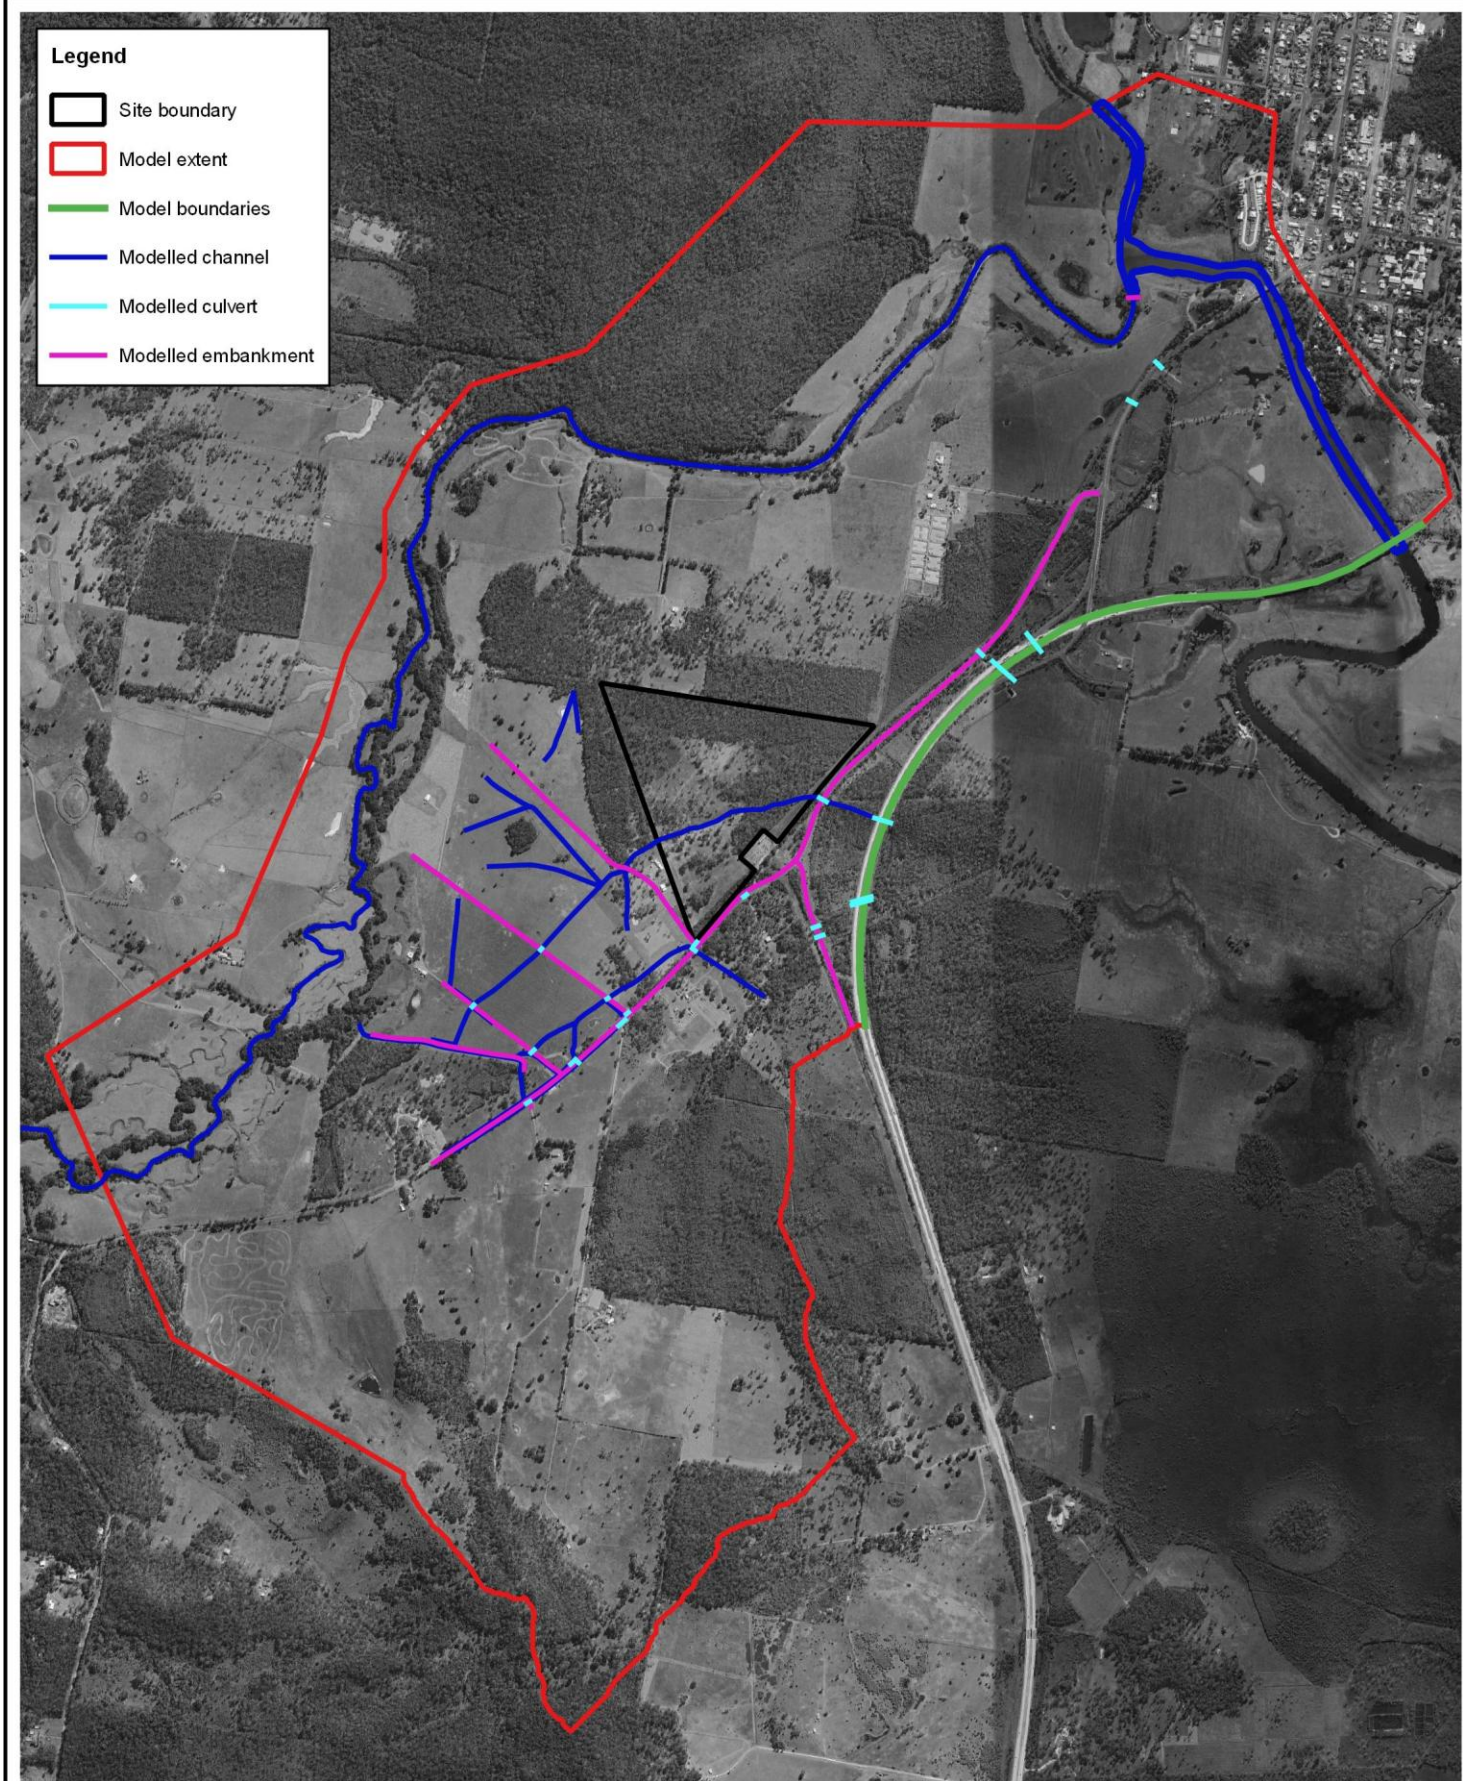 Legend
Site boundary
Model extent
Model boundaries
Modelled channel
Modelled culvert
Modelled embankment